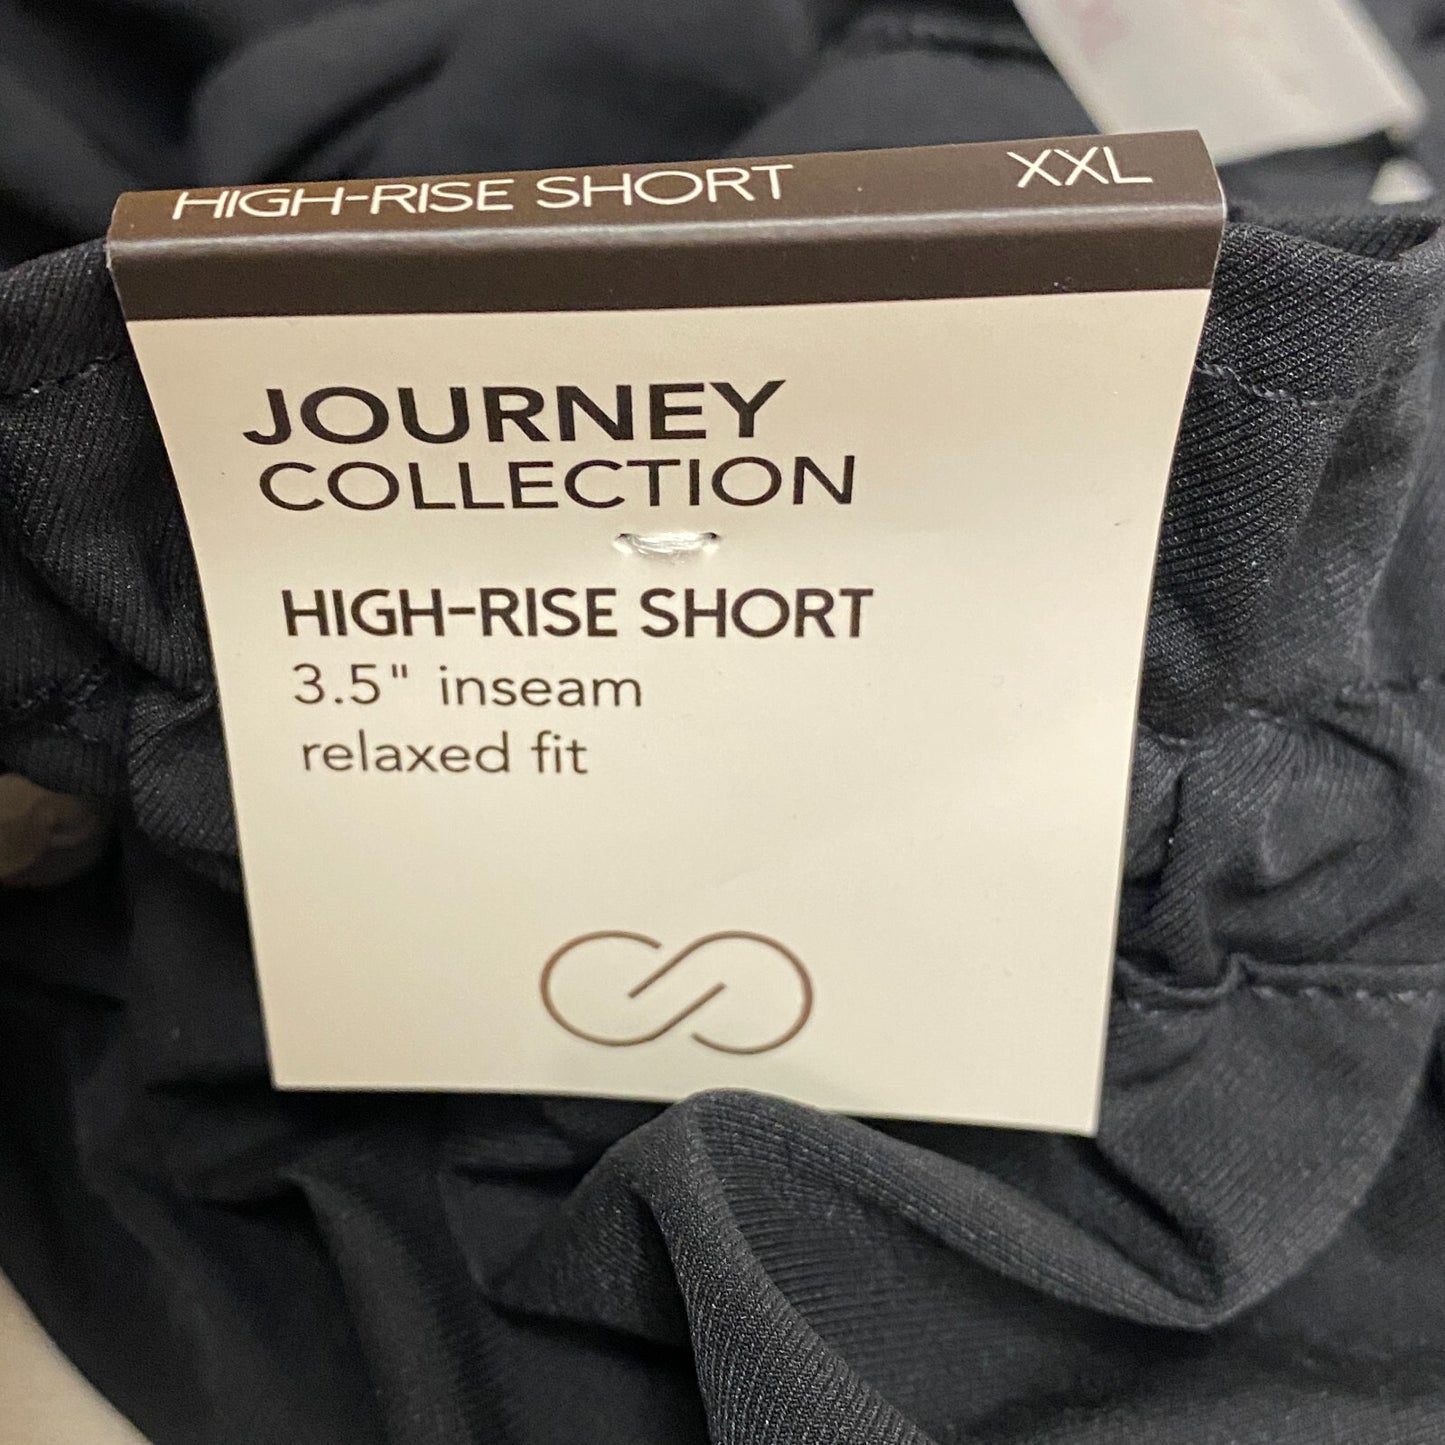 HIGH-RISE SHORT XXL
JOURNEY
COLLECTION
HIGH-RISE SHORT
3.5" inseam
relaxed fit